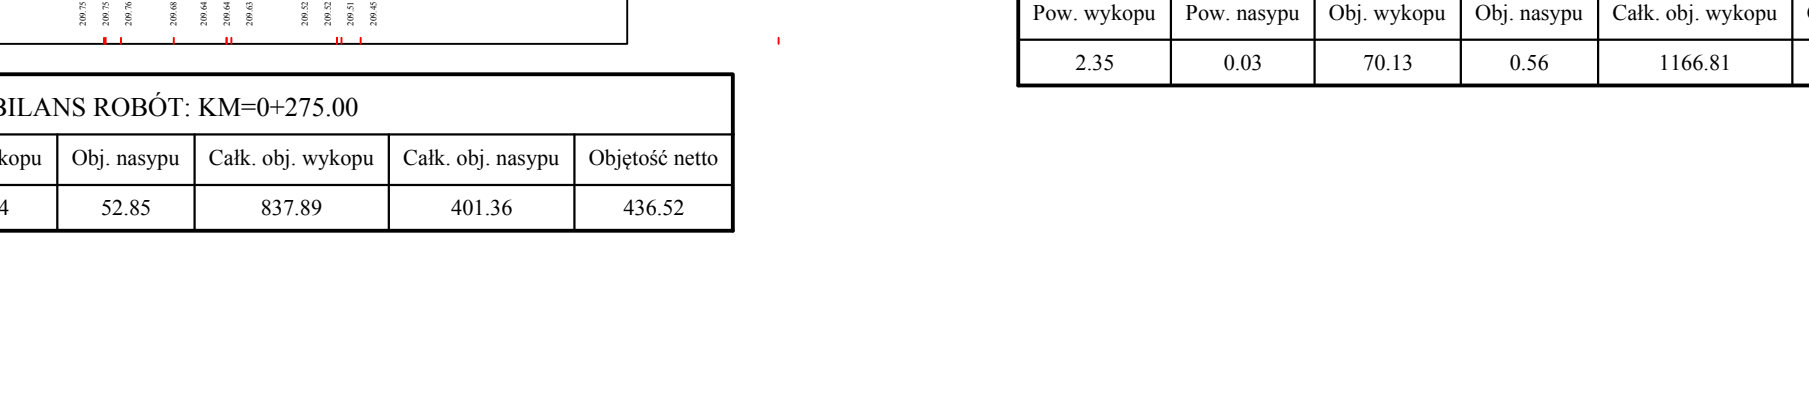 209.75 209.75 209.76 209.68 209.64 209.64 209.63 209.52 209.52 209.51 209.45
BILANS ROBÓT: KM=0+275.00
kopu Obj. nasypu Całk. obj. wykopu Całk. obj. nasypu Objętość netto
4 52.85 837.89 401.36 436.52
Pow. wykopu Pow. nasypu Obj. wykopu Obj. nasypu Całk. obj. wykopu
2.35 0.03 70.13 0.56 1166.81